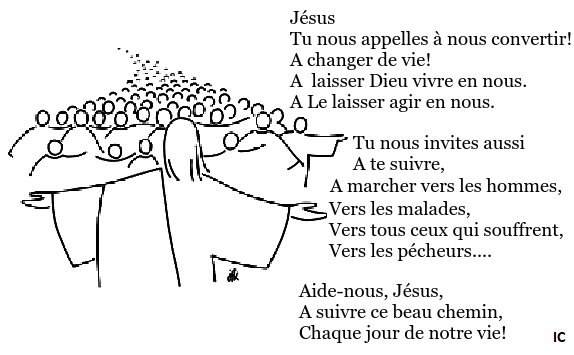 Jésus
Tu nous appelles à nous convertir!
A changer de vie!
A laisser Dieu vivre en nous.
A Le laisser agir en nous.
Tu nous invites aussi
A te suivre,
A marcher vers les hommes,
Vers les malades,
Vers tous ceux qui souffrent,
Vers les pécheurs....
Aide-nous, Jésus,
A suivre ce beau chemin,
Chaque jour de notre vie!
IC